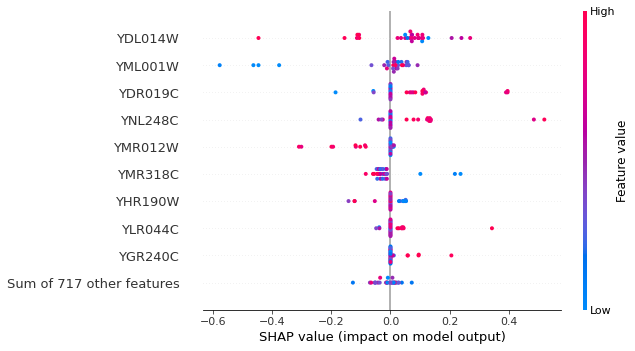 High
YDL014W
YML001W
YDR019C
YNL248C
YMR012W
YMR318C
YHR190W
YLR044C
YGR240C
Sum of 717 other features
Feature value
Low
−0.6 −0.4 −0.2 0.0 0.2 0.4
SHAP value (impact on model output)